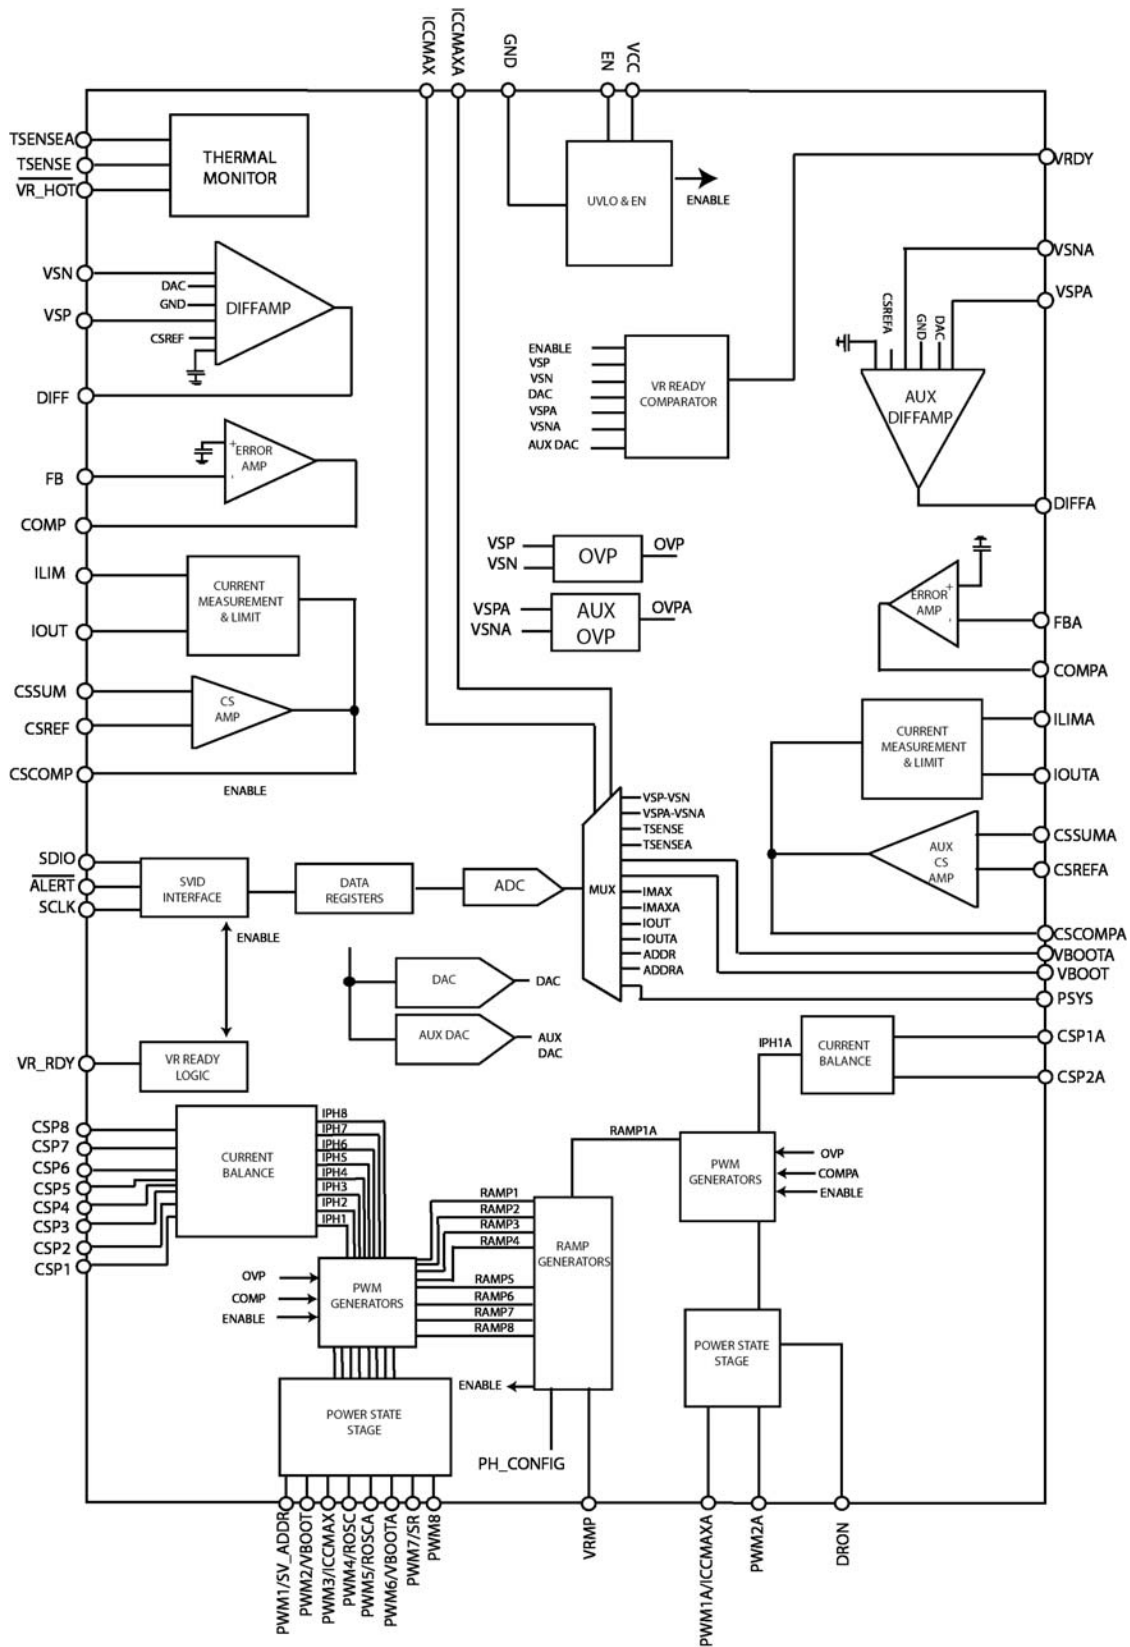 ICCMAX
ICCMAXA
GND
EN
VCC
TSENSEA
TSENSE
VR_HOT
THERMAL
MONITOR
UVLO & EN
ENABLE
VRDY
VSN
DAC
GND
VSP
CSREF
DIFFAMP
DIFF
VSNA
VSPA
CSREFA
GND
DAC
AUX
DIFFAMP
DIFFA
ENABLE
VSP
VSN
DAC
VSPA
VSNA
AUX DAC
VR READY
COMPARATOR
+
ERROR
AMP
-
FB
COMP
VSP
VSN
OVP
OVP
VSPA
VSNA
AUX
OVP
OVPA
ERROR
AMP
+
-
FBA
COMPA
ILIM
IOUT
CURRENT
MEASUREMENT
& LIMIT
CSSUM
CSREF
CS
AMP
CSCOMP
ENABLE
CURRENT
MEASUREMENT
& LIMIT
ILIMA
IOUTA
AUX
CS
AMP
CSSUMA
CSREFA
CSCOMPA
VBOOTA
VBOOT
PSYS
SDIO
ALERT
SCLK
SVID
INTERFACE
DATA
REGISTERS
ADC
MUX
VSP-VSN
VSPA-VSNA
TSENSE
TSENSEA
IMAX
IMAXA
IOUT
IOUTA
ADDR
ADDRA
ENABLE
DAC
DAC
AUX DAC
AUX
DAC
VR_RDY
VR READY
LOGIC
IPH1A
CURRENT
BALANCE
CSP1A
CSP2A
CSP8
CSP7
CSP6
CSP5
CSP4
CSP3
CSP2
CSP1
CURRENT
BALANCE
IPH8
IPH7
IPH6
IPH5
IPH4
IPH3
IPH2
IPH1
RAMP1A
PWM
GENERATORS
OVP
COMPA
ENABLE
RAMP1
RAMP2
RAMP3
RAMP4
RAMP5
RAMP6
RAMP7
RAMP8
RAMP
GENERATORS
OVP
COMP
ENABLE
PWM
GENERATORS
POWER STATE
STAGE
ENABLE
PH_CONFIG
POWER STATE
STAGE
PWM1/SV_ADDR
PWM2/VBOOT
PWM3/ICCMAX
PWM4/ROSC
PWM5/ROSCA
PWM6/VBOOTA
PWM7/SR
PWM8
VRMP
PWM1A/ICCMAXA
PWM2A
DRON